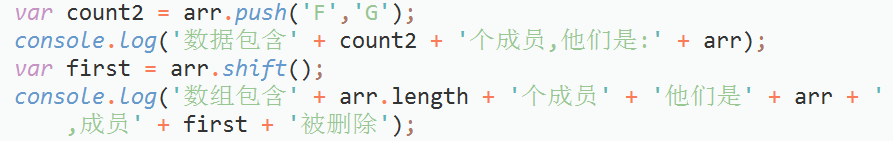 var count2 = arr.push('F','G');
console.log('数据包含' + count2 + '个成员,他们是:' + arr);
var first = arr.shift();
console.log('数组包含' + arr.length + '个成员' + '他们是' + arr + '
,成员' + first + '被删除');